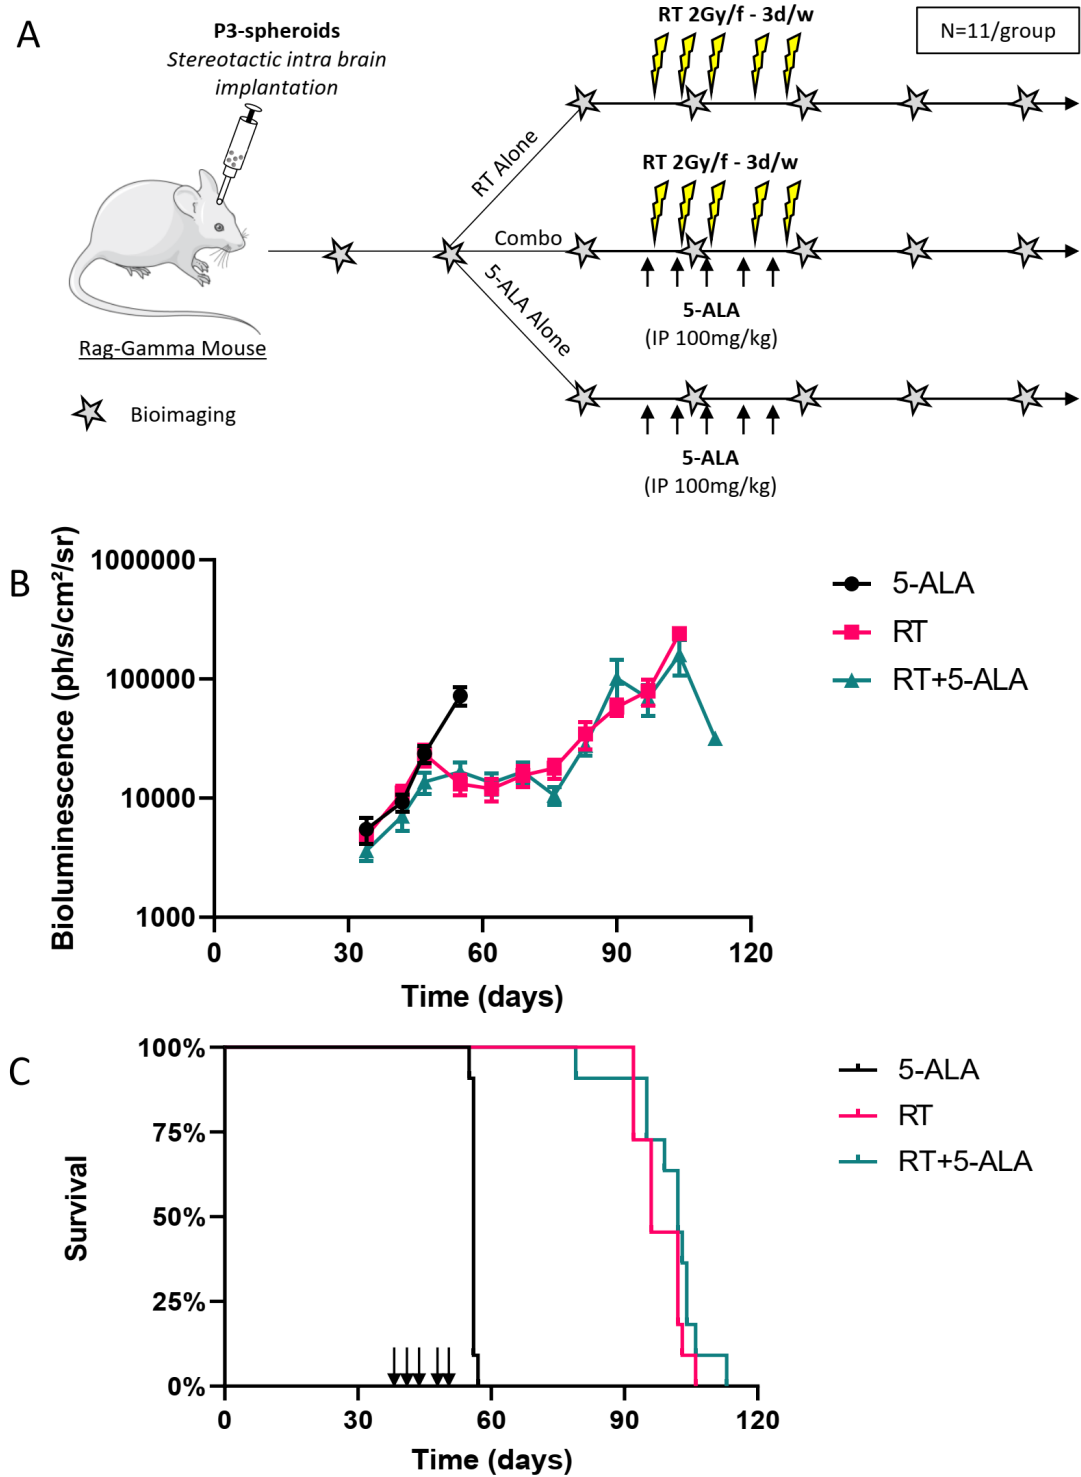 A
P3-spheroids
Stereotactic intra brain
implantation
RT 2Gy/f - 3d/w
N=11/group
RT Alone
RT 2Gy/f - 3d/w
Combo
5-ALA
(IP 100mg/kg)
5-ALA Alone
Rag-Gamma Mouse
Bioimaging
5-ALA
(IP 100mg/kg)
B
Bioluminescence (ph/s/cm²/sr)
1000000
100000
10000
1000
0
30
60
90
120
Time (days)
5-ALA
RT
RT+5-ALA
C
Survival
100%
75%
50%
25%
0%
0
30
60
90
120
Time (days)
5-ALA
RT
RT+5-ALA